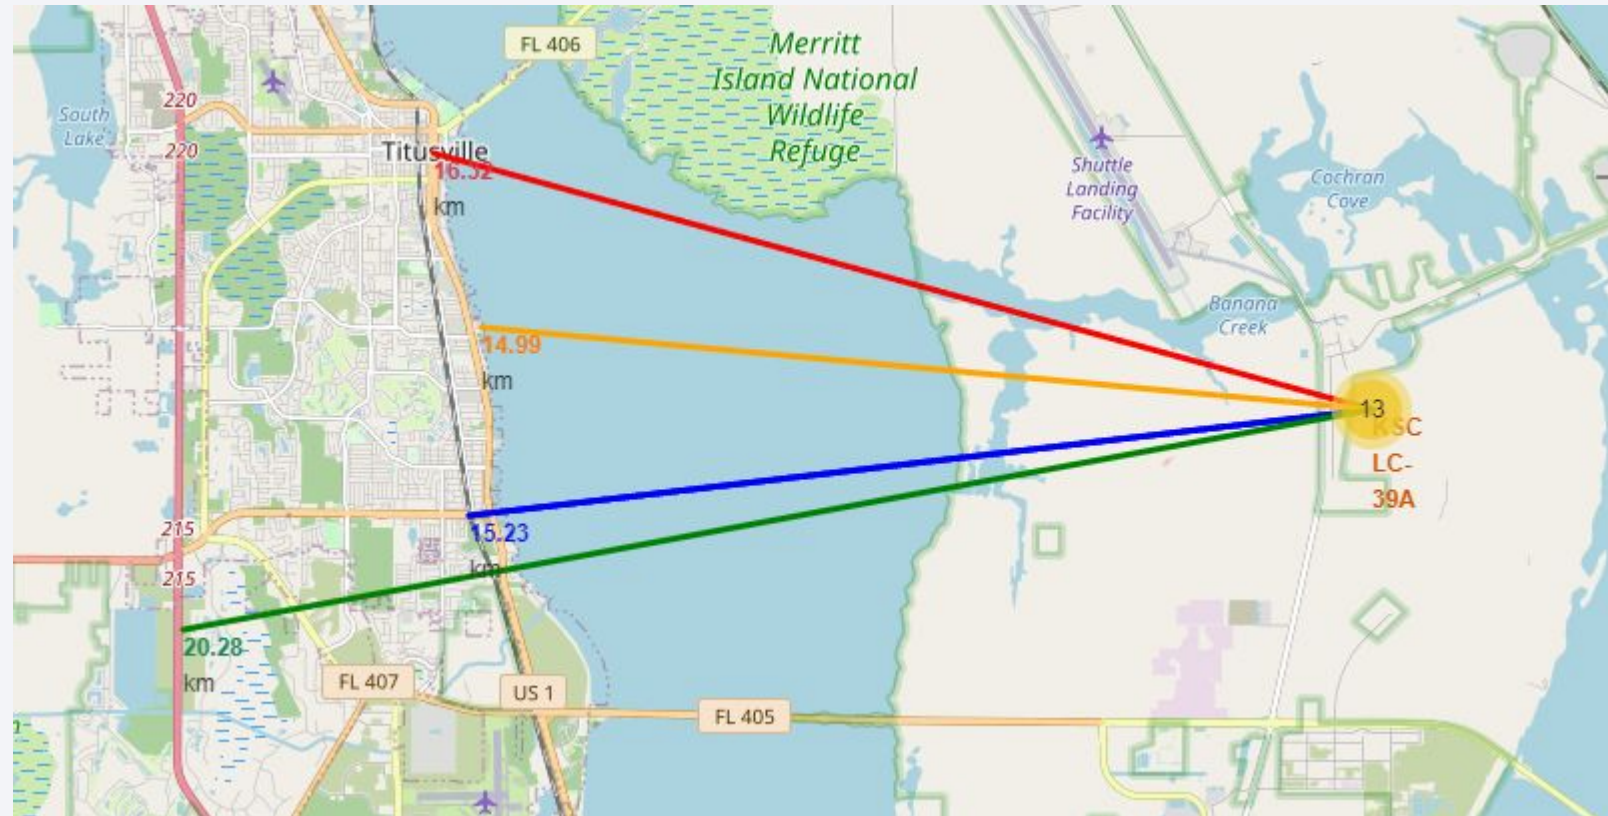 FL 406
Merritt
Island National
Wildlife
Refuge
South
Lake
220
220
Titusville
16.52
km
Shuttle
Landing
Facility
Cochran
Cove
Banana
Creek
14.99
km
13
KSC
LC-
39A
215
215
15.23
km
20.28
km
FL 407
US 1
FL 405